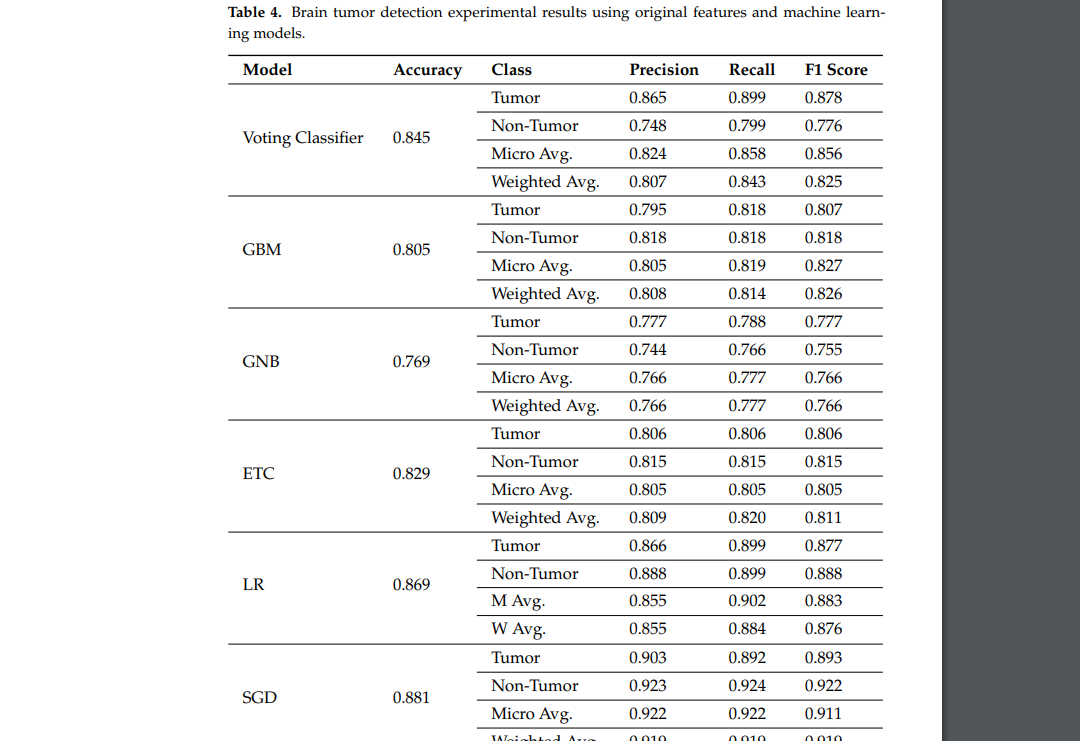 Table 4. Brain tumor detection experimental results using original features and machine learn-
ing models.
Model Accuracy Class Precision Recall F1 Score
Tumor 0.865 0.899 0.878
Non-Tumor 0.748 0.799 0.776
Voting Classifier 0.845
Micro Avg. 0.824 0.858 0.856
Weighted Avg. 0.807 0.843 0.825
Tumor 0.795 0.818 0.807
Non-Tumor 0.818 0.818 0.818
GBM 0.805
Micro Avg. 0.805 0.819 0.827
Weighted Avg. 0.808 0.814 0.826
Tumor 0.777 0.788 0.777
Non-Tumor 0.744 0.766 0.755
GNB 0.769
Micro Avg. 0.766 0.777 0.766
Weighted Avg. 0.766 0.777 0.766
Tumor 0.806 0.806 0.806
Non-Tumor 0.815 0.815 0.815
ETC 0.829
Micro Avg. 0.805 0.805 0.805
Weighted Avg. 0.809 0.820 0.811
Tumor 0.866 0.899 0.877
Non-Tumor 0.888 0.899 0.888
LR 0.869
M Avg. 0.855 0.902 0.883
W Avg. 0.855 0.884 0.876
Tumor 0.903 0.892 0.893
Non-Tumor 0.923 0.924 0.922
SGD 0.881
Micro Avg. 0.922 0.922 0.911
Weighted Avg.